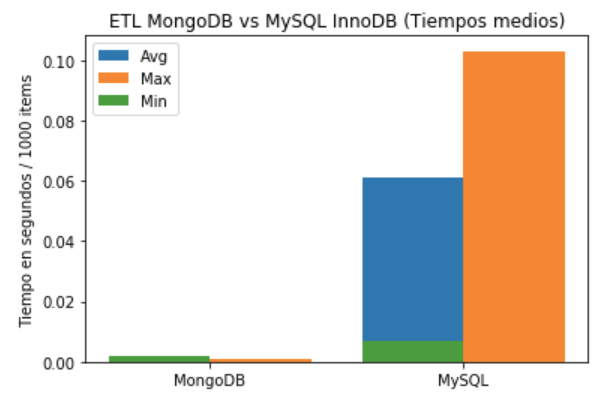 ETL MongoDB vs MySQL InnoDB (Tiempos medios)
Avg
Max
Min
Tiempo en segundos / 1000 items
0.10
0.08
0.06
0.04
0.02
0.00
MongoDB
MySQL